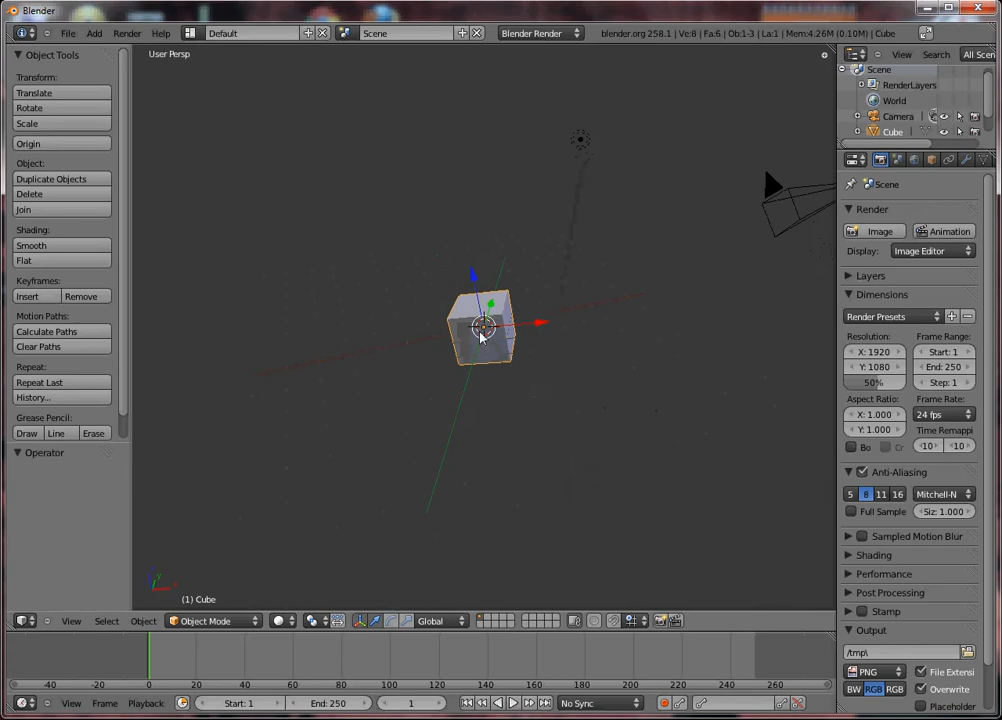 Blender
File Add Render Help Default Scene Blender Render blender.org 258.1 | Ve:8 | Fa:6 | Ob:1-3 | La:1 | Mem:4.26M (0.10M) | Cube
Object Tools
Transform:
Translate
Rotate
Scale
Origin
Object:
Duplicate Objects
Delete
Join
Shading:
Smooth
Flat
Keyframes:
Insert Remove
Motion Paths:
Calculate Paths
Clear Paths
Repeat:
Repeat Last
History...
Grease Pencil:
Draw Line Erase
Operator
User Persp
(1) Cube
View Select Object Object Mode Global
-40 -20 0 20 40 60 80 100 120 140 160 180 200 220 240 260
View Frame Playback Start: 1 End: 250 1 No Sync
View Search All Scen
Scene
RenderLayers
World
Camera
Cube
Scene
Render
Image Animation
Display: Image Editor
Layers
Dimensions
Render Presets
Resolution: Frame Range:
X: 1920 Start: 1
Y: 1080 End: 250
50% Step: 1
Aspect Ratio: Frame Rate:
X: 1.000 24 fps
Y: 1.000 Time Remappi
Bo Cr 10 10
Anti-Aliasing
5 8 11 16 Mitchell-N
Full Sample Siz: 1.000
Sampled Motion Blur
Shading
Performance
Post Processing
Stamp
Output
/tmp\
PNG File Extensi
BW RGB RGB Overwrite
Placeholder